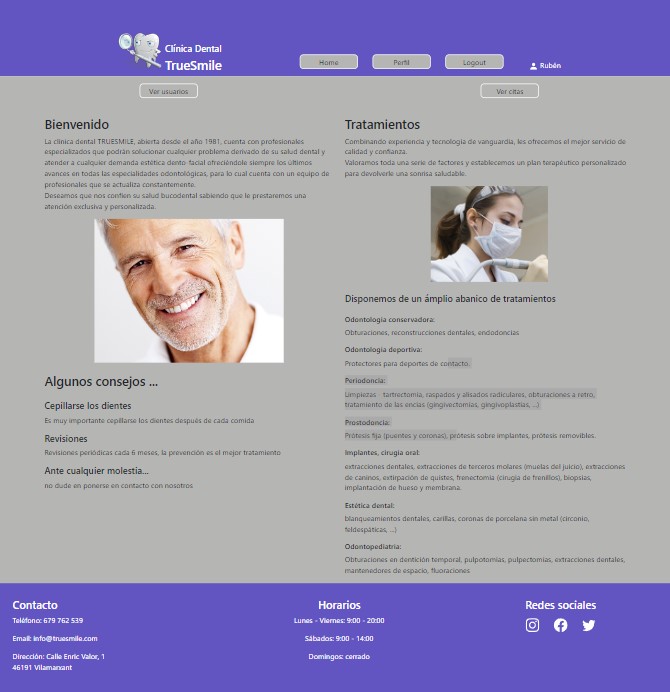 Clínica Dental
TrueSmile
Home
Perfil
Logout
Rubén
Ver usuarios
Ver citas
Bienvenido
La clínica dental TRUESMILE, abierta desde el año 1981, cuenta con profesionales
especializados que podrán solucionar cualquier problema derivado de su salud dental y
atender a cualquier demanda estética dento-facial ofreciéndole siempre los últimos
avances en todas las especialidades odontológicas, para lo cual cuenta con un equipo de
profesionales que se actualiza constantemente.
Deseamos que nos confíen su salud bucodental sabiendo que le prestaremos una
atención exclusiva y personalizada.
Algunos consejos ...
Cepillarse los dientes
Es muy importante cepillarse los dientes después de cada comida
Revisiones
Revisiones periódicas cada 6 meses, la prevención es el mejor tratamiento
Ante cualquier molestia...
no dude en ponerse en contacto con nosotros
Tratamientos
Combinando experiencia y tecnología de vanguardia, les ofrecemos el mejor servicio de
calidad y confianza.
Valoramos toda una serie de factores y establecemos un plan terapéutico personalizado
para devolverle una sonrisa saludable.
Disponemos de un ámplio abanico de tratamientos
Odontología conservadora:
Obturaciones, reconstrucciones dentales, endodoncias
Odontología deportiva:
Protectores para deportes de contacto.
Periodoncia:
Limpiezas - tartrectomía, raspados y alisados radiculares, obturaciones a retro,
tratamiento de las encías (gingivectomías, gingivoplastias, ...)
Prostodoncia:
Prótesis fija (puentes y coronas), prótesis sobre implantes, prótesis removibles.
Implantes, cirugía oral:
extracciones dentales, extracciones de terceros molares (muelas del juicio), extracciones
de caninos, extirpación de quistes, frenectomía (cirugía de frenillos), biopsias,
implantación de hueso y membrana.
Estética dental:
blanqueamientos dentales, carillas, coronas de porcelana sin metal (circonio,
feldespáticas, ...)
Odontopediatría:
Obturaciones en dentición temporal, pulpotomías, pulpectomías, extracciones dentales,
mantenedores de espacio, fluoraciones
Contacto
Teléfono: 679 762 539
Email: info@truesmile.com
Dirección: Calle Enric Valor, 1
46191 Vilamarxant
Horarios
Lunes - Viernes: 9:00 - 20:00
Sábados: 9:00 - 14:00
Domingos: cerrado
Redes sociales